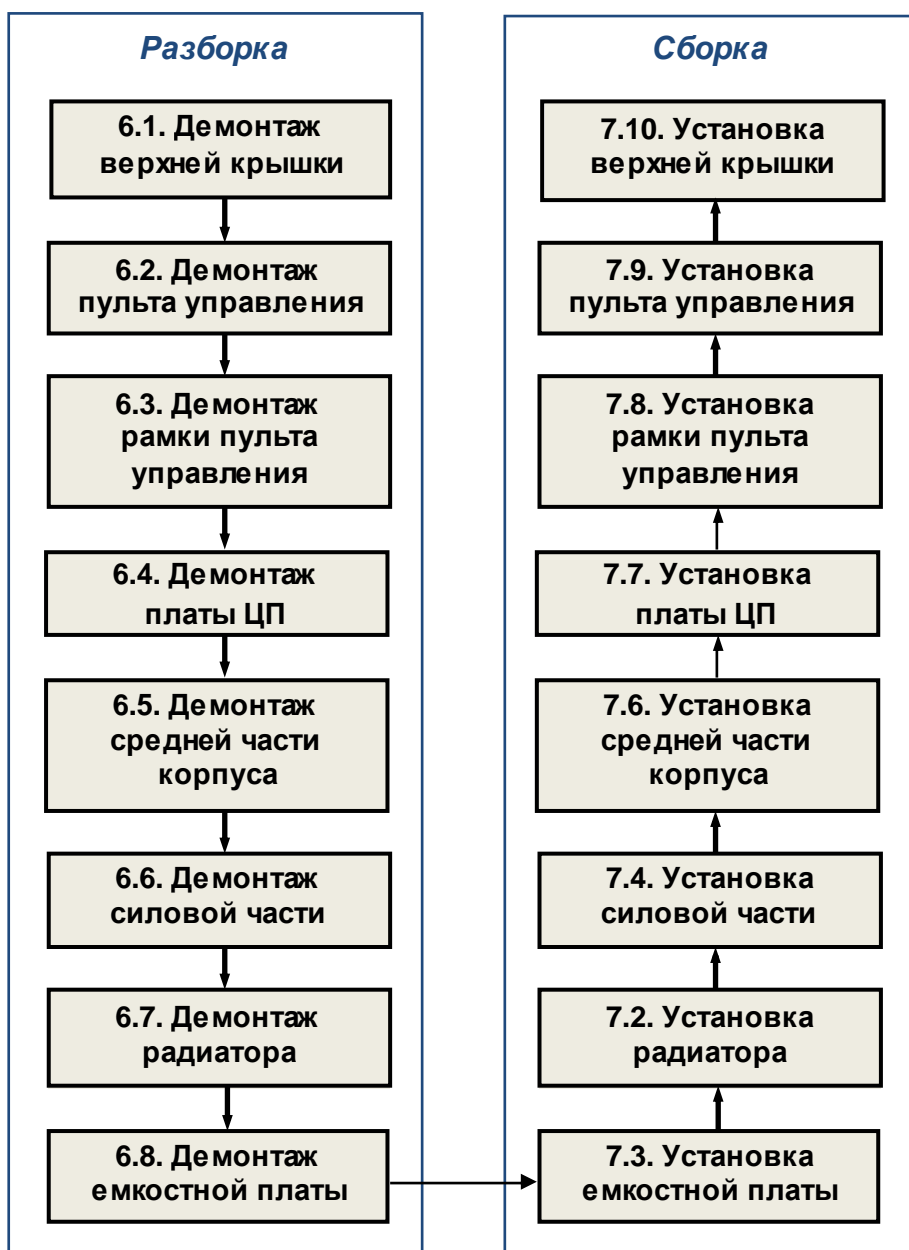 Разборка
6.1. Демонтаж
верхней крышки
6.2. Демонтаж
пульта управления
6.3. Демонтаж
рамки пульта
управления
6.4. Демонтаж
платы ЦП
6.5. Демонтаж
средней части
корпуса
6.6. Демонтаж
силовой части
6.7. Демонтаж
радиатора
6.8. Демонтаж
емкостной платы
Сборка
7.10. Установка
верхней крышки
7.9. Установка
пульта управления
7.8. Установка
рамки пульта
управления
7.7. Установка
платы ЦП
7.6. Установка
средней части
корпуса
7.4. Установка
силовой части
7.2. Установка
радиатора
7.3. Установка
емкостной платы